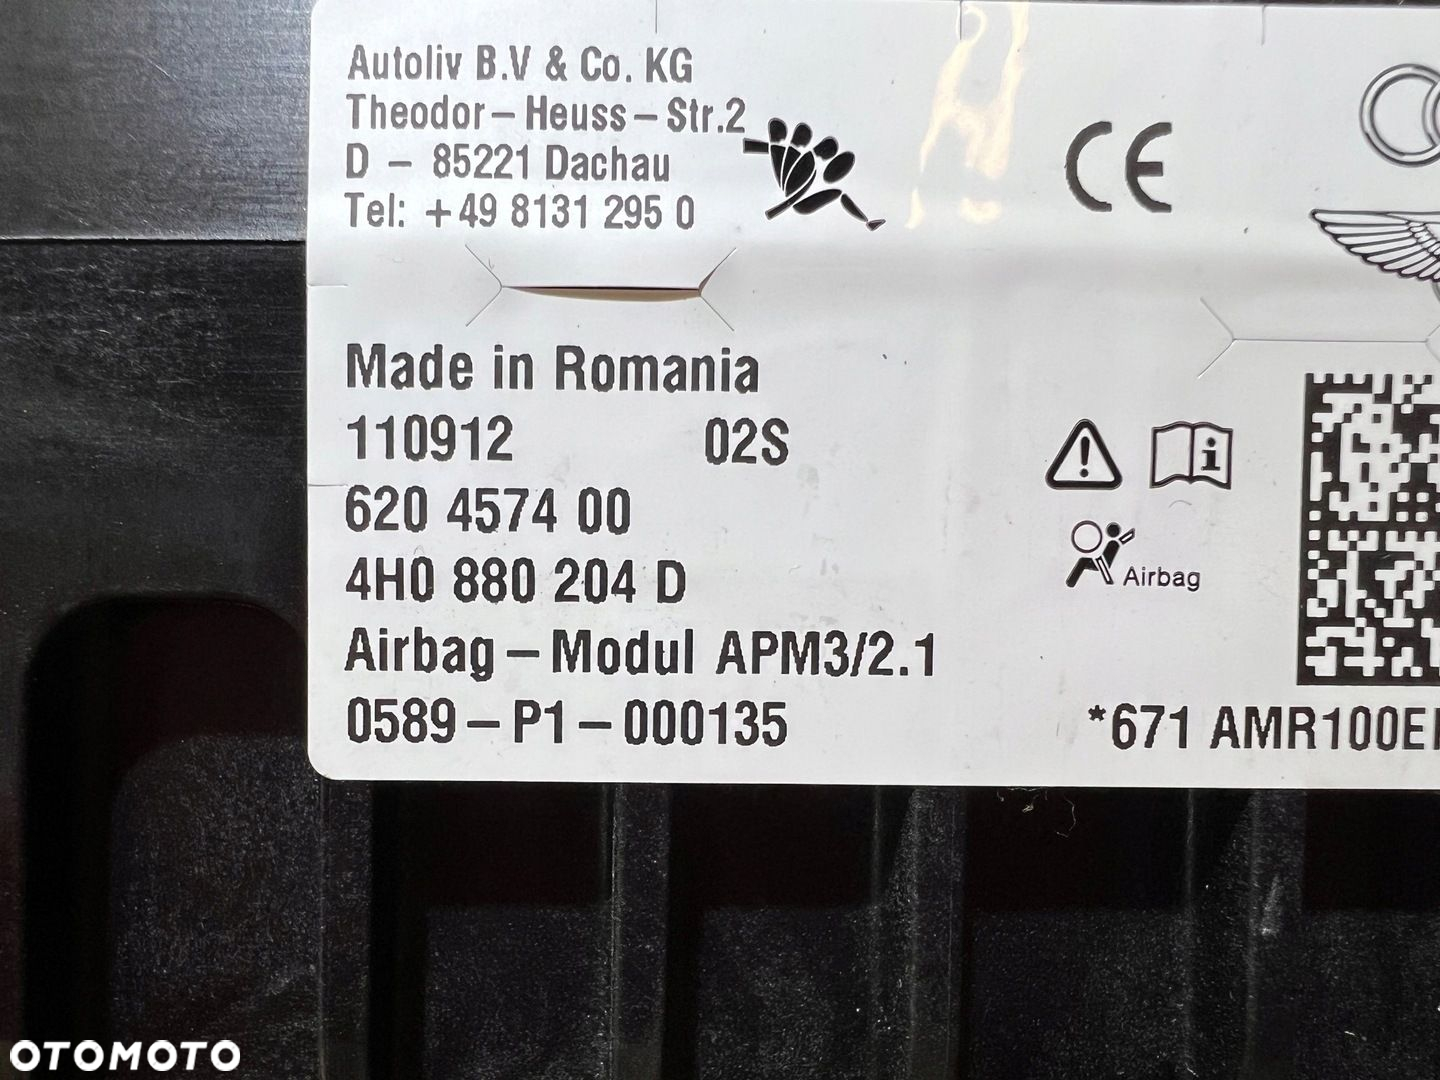 Autoliv B.V & Co. KG
Theodor-Heuss-Str.2
D - 85221 Dachau
Tel: +49 8131 295 0
CE
Made in Romania
110912 02S
620 4574 00
4H0 880 204 D
Airbag-Modul APM3/2.1
0589-P1-000135
Airbag
*671 AMR100E
OTOMOTO